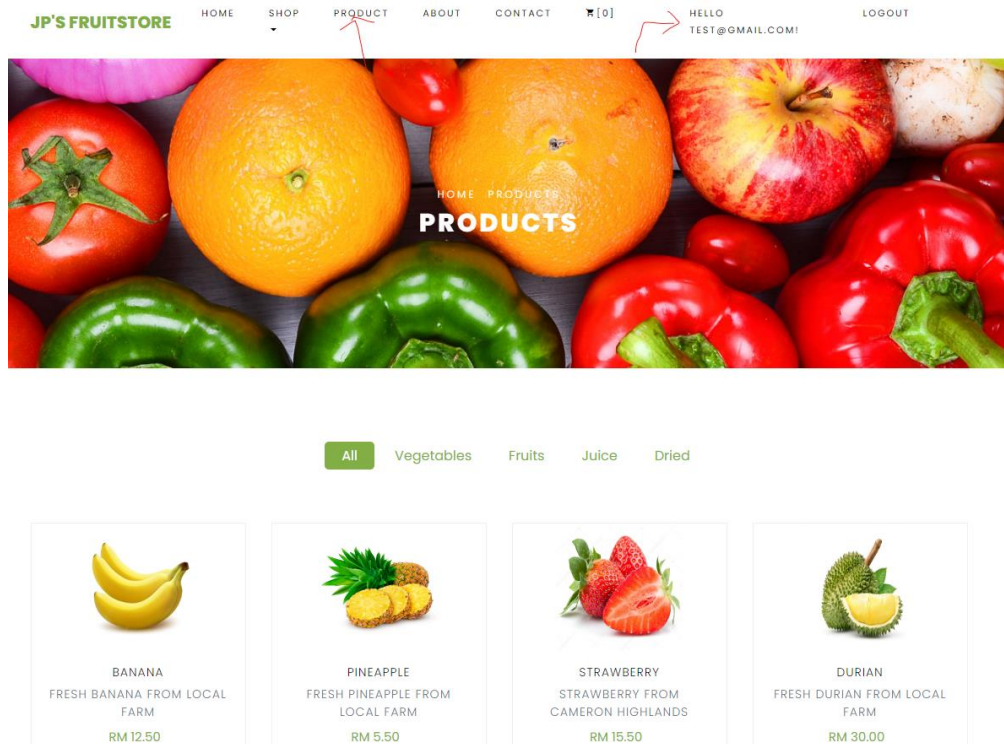 JP'S FRUITSTORE
HOME
SHOP
PRODUCT
ABOUT
CONTACT
[0]
HELLO
TEST@GMAIL.COM!
LOGOUT
HOME PRODUCTS
PRODUCTS
All
Vegetables
Fruits
Juice
Dried
BANANA
FRESH BANANA FROM LOCAL
FARM
RM 12.50
PINEAPPLE
FRESH PINEAPPLE FROM
LOCAL FARM
RM 5.50
STRAWBERRY
STRAWBERRY FROM
CAMERON HIGHLANDS
RM 15.50
DURIAN
FRESH DURIAN FROM LOCAL
FARM
RM 30.00